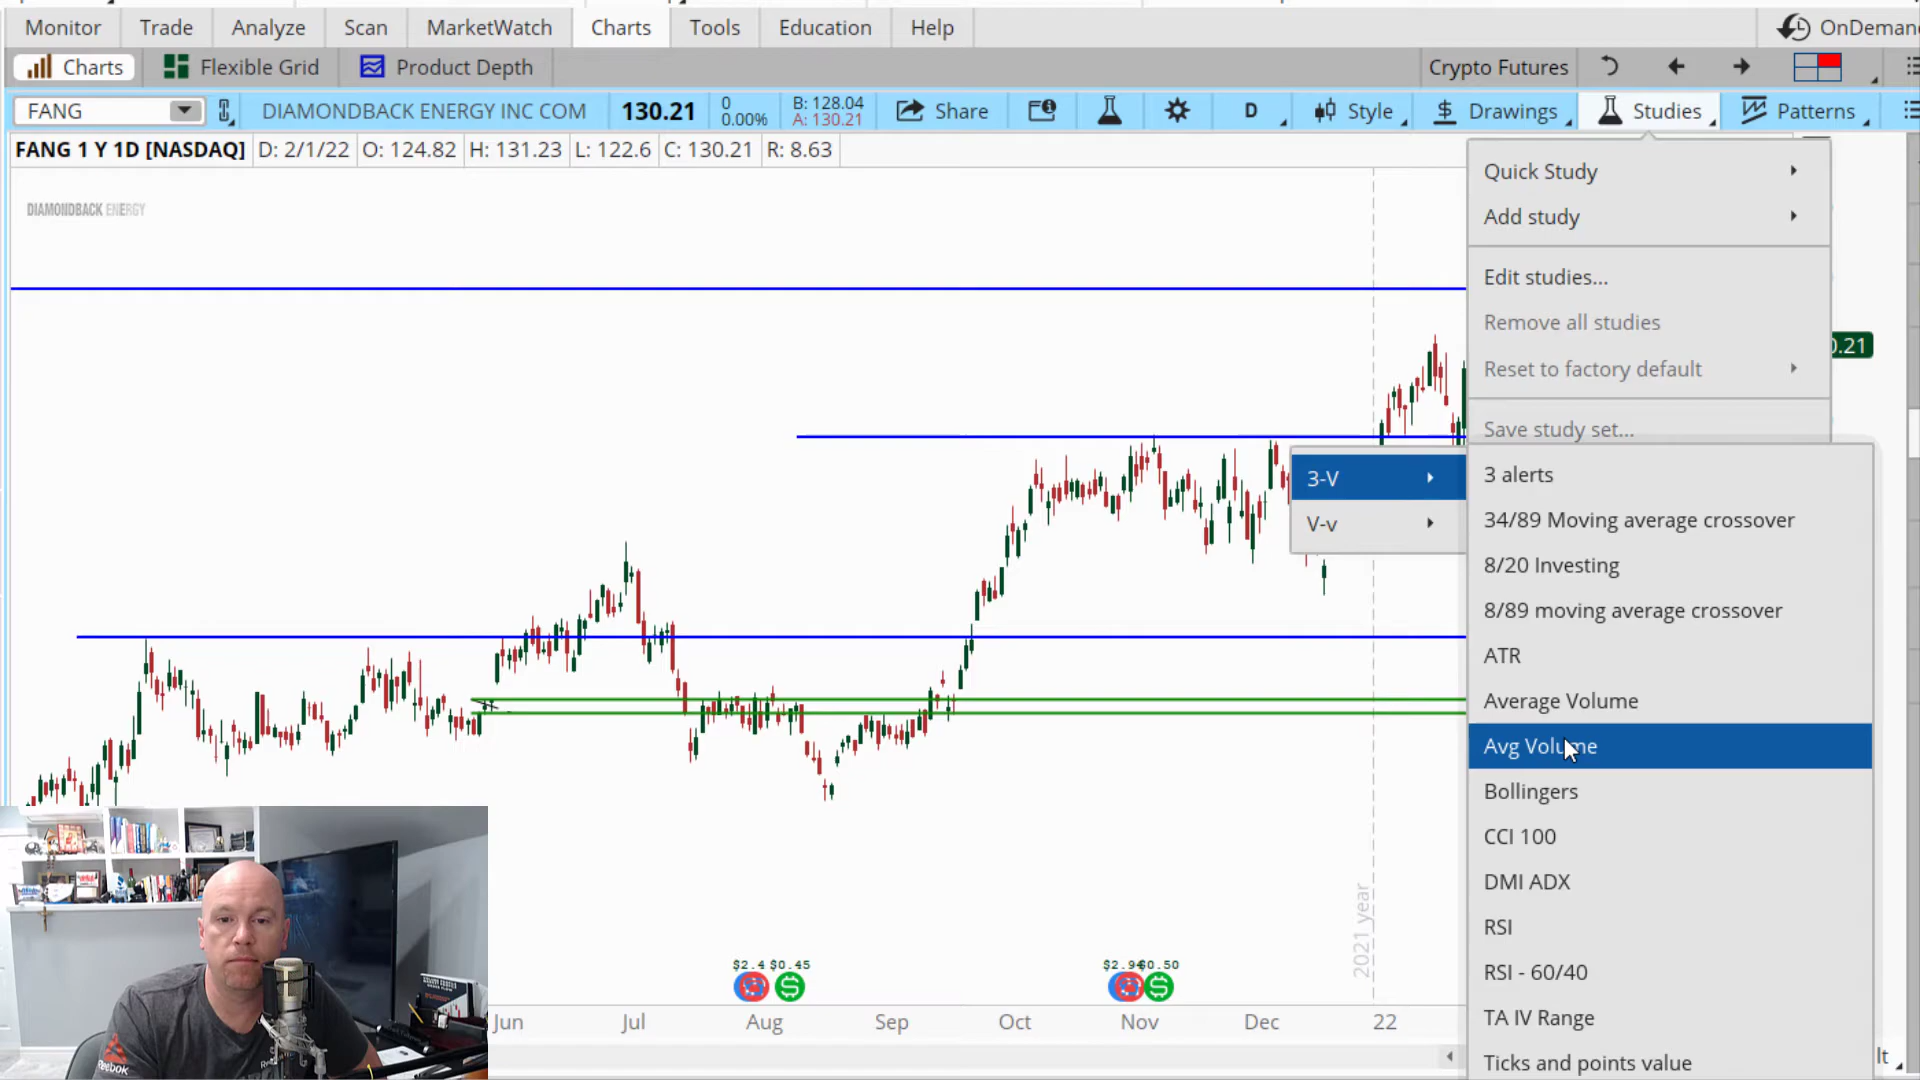 Monitor Trade Analyze Scan MarketWatch Charts Tools Education Help OnDeman
Charts Flexible Grid Product Depth Crypto Futures
FANG DIAMONDBACK ENERGY INC COM 130.21 0 0.00% B: 128.04 A: 130.21 Share D Style Drawings Studies Patterns
FANG 1 Y 1D [NASDAQ] D: 2/1/22 O: 124.82 H: 131.23 L: 122.6 C: 130.21 R: 8.63
DIAMONDBACK ENERGY
Quick Study
Add study
Edit studies...
Remove all studies
Reset to factory default
Save study set...
0.21
3-V
V-v
3 alerts
34/89 Moving average crossover
8/20 Investing
8/89 moving average crossover
ATR
Average Volume
Avg Volume
Bollingers
CCI 100
DMI ADX
RSI
RSI - 60/40
TA IV Range
Ticks and points value
2021 year
$2.4 $0.45 $2.94 $0.50
Jun Jul Aug Sep Oct Nov Dec 22
Reebok